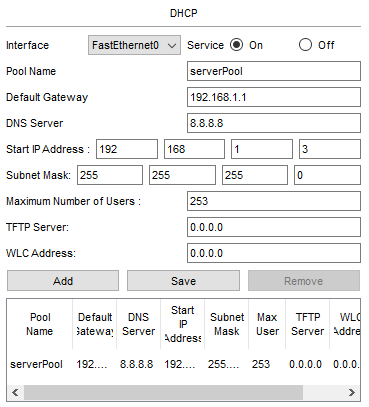 DHCP
Interface FastEthernet0 Service On Off
Pool Name serverPool
Default Gateway 192.168.1.1
DNS Server 8.8.8.8
Start IP Address : 192 168 1 3
Subnet Mask: 255 255 255 0
Maximum Number of Users : 253
TFTP Server: 0.0.0.0
WLC Address: 0.0.0.0
Add Save Remove
Pool Name Default Gateway DNS Server Start IP Address Subnet Mask Max User TFTP Server WLC Addre
serverPool 192.... 8.8.8.8 192.... 255.... 253 0.0.0.0 0.0.0.